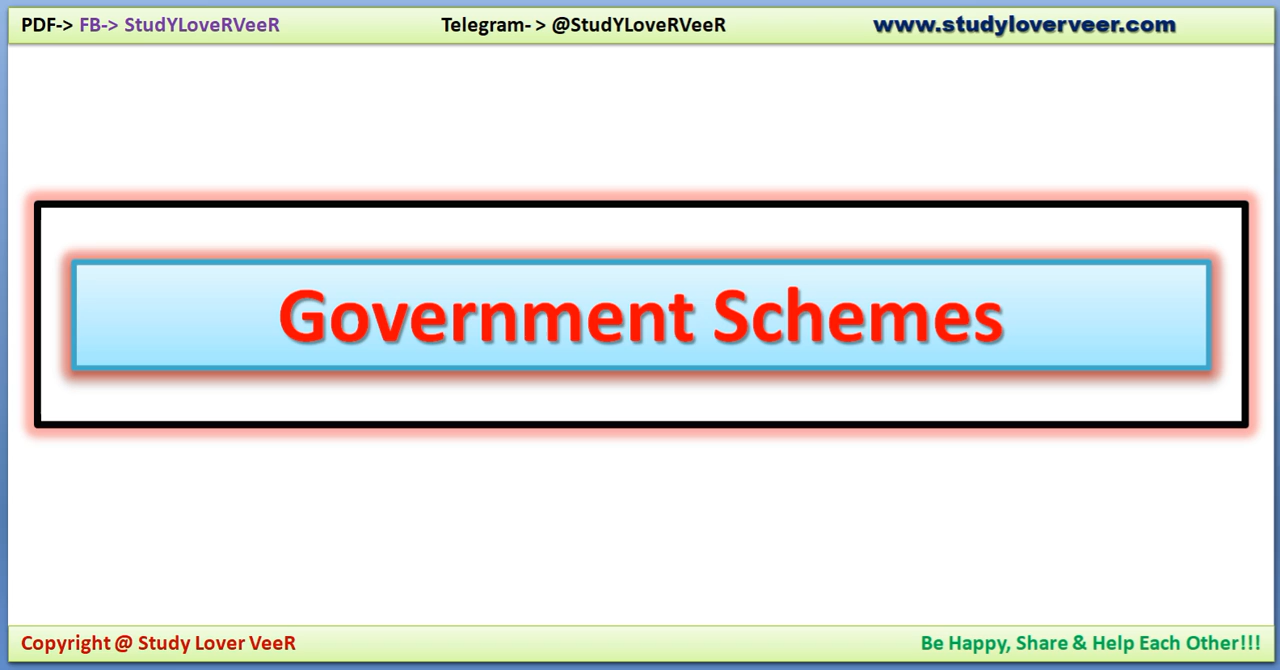 PDF-> FB-> StudYLoveRVeeR Telegram- > @StudYLoveRVeeR www.studyloverveer.com
Government Schemes
Copyright @ Study Lover VeeR Be Happy, Share & Help Each Other!!!